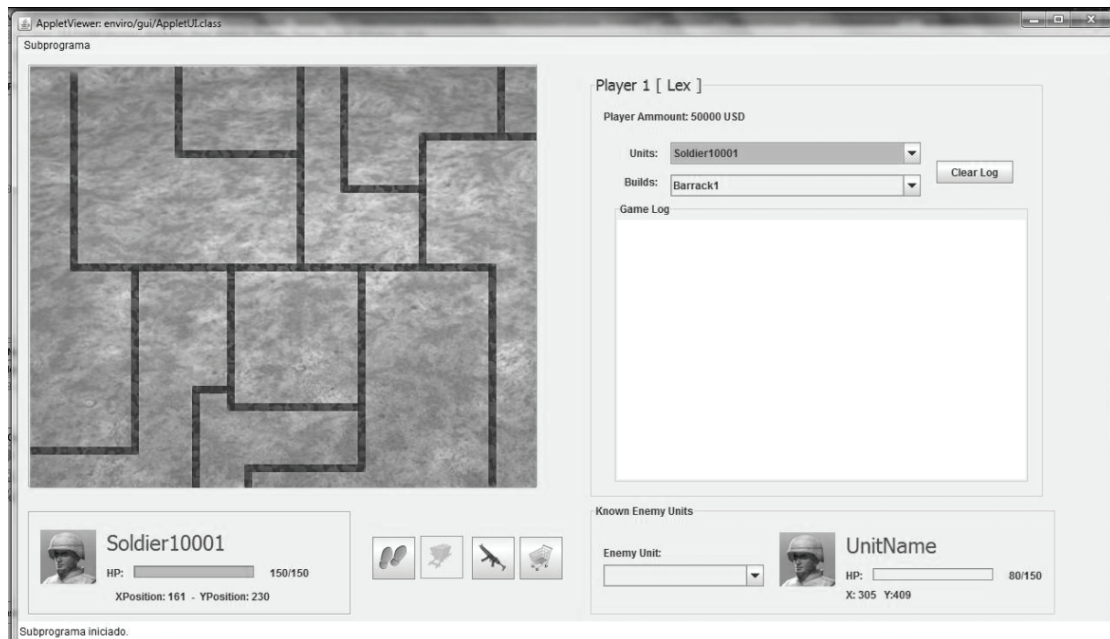 AppletViewer: enviro/gui/AppletUI.class
Subprograma
Player 1 [ Lex ]
Player Ammount: 50000 USD
Units: Soldier10001
Builds: Barrack1
Clear Log
Game Log
Soldier10001
HP: 150/150
XPosition: 161 - YPosition: 230
Known Enemy Units
Enemy Unit:
UnitName
HP: 80/150
X: 305 Y:409
Subprograma iniciado.